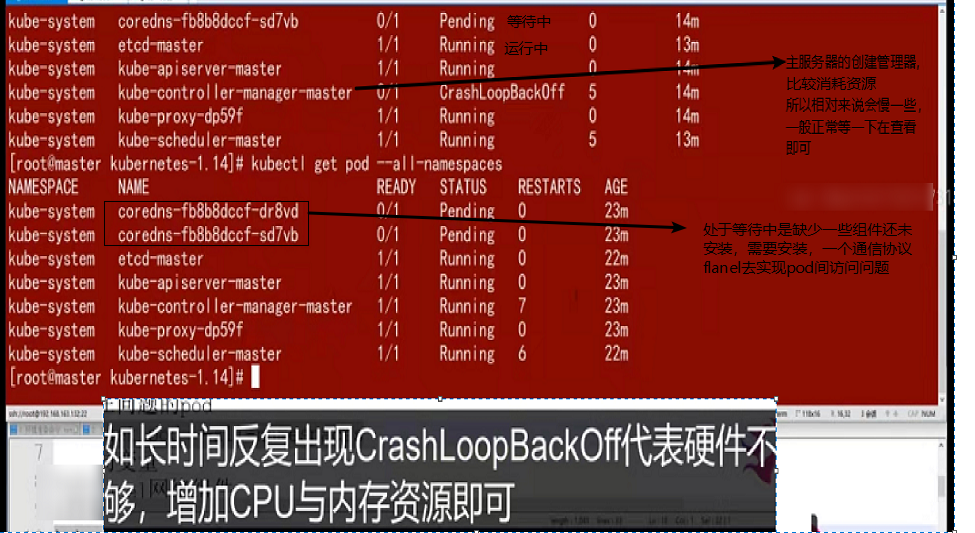 kube-system coredns-fb8b8dccf-sd7vb 0/1 Pending 等待中 0 14m
kube-system etcd-master 1/1 Running 运行中 0 13m
kube-system kube-apiserver-master 1/1 Running 0 14m
kube-system kube-controller-manager-master 0/1 CrashLoopBackOff 5 14m
kube-system kube-proxy-dp59f 1/1 Running 0 14m
kube-system kube-scheduler-master 1/1 Running 5 13m
主服务器的创建管理器,
比较消耗资源
所以相对来说会慢一些,
一般正常等一下在查看
即可
[root@master kubernetes-1.14]# kubectl get pod --all-namespaces
NAMESPACE NAME READY STATUS RESTARTS AGE
kube-system coredns-fb8b8dccf-dr8vd 0/1 Pending 0 23m
kube-system coredns-fb8b8dccf-sd7vb 0/1 Pending 0 23m
kube-system etcd-master 1/1 Running 0 22m
kube-system kube-apiserver-master 1/1 Running 0 23m
kube-system kube-controller-manager-master 1/1 Running 7 23m
kube-system kube-proxy-dp59f 1/1 Running 0 23m
kube-system kube-scheduler-master 1/1 Running 6 22m
[root@master kubernetes-1.14]#
处于等待中是缺少一些组件还未
安装，需要安装，一个通信协议
flanel去实现pod间访问问题
ssh://root@192.168.163.132:22
问题的pod
7
如长时间反复出现CrashLoopBackOff代表硬件不
够，增加CPU与内存资源即可